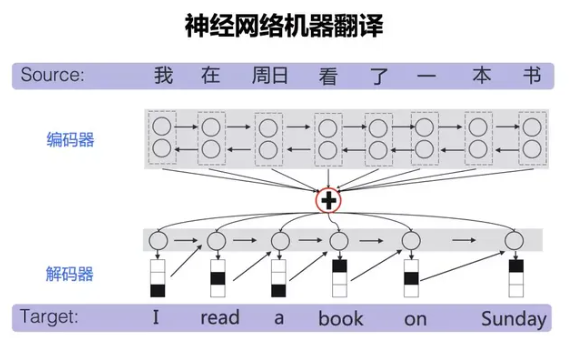 神经网络机器翻译
Source: 我 在 周日 看 了 一 本 书
编码器
解码器
Target: I read a book on Sunday